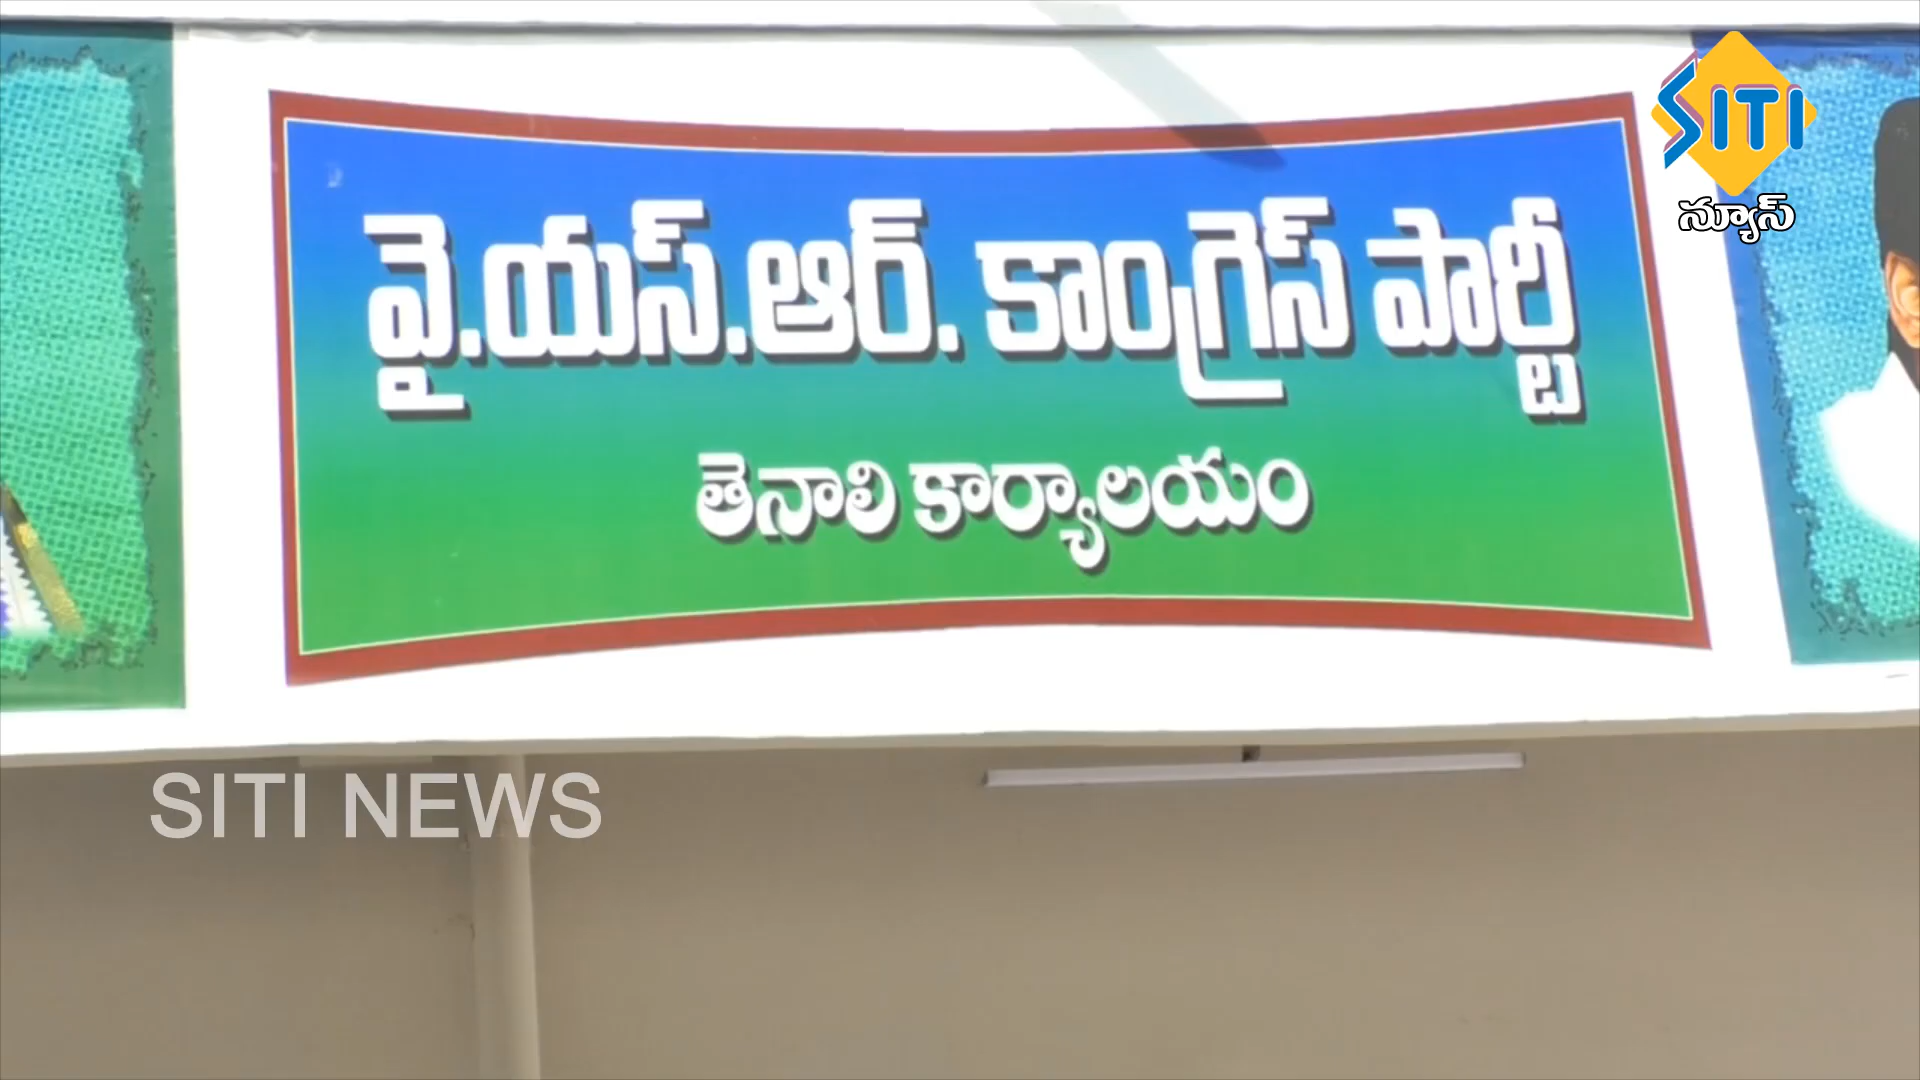 SITI
న్యూస్
వై.యస్.ఆర్. కాంగ్రెస్ పార్టీ
తెనాలి కార్యాలయం
SITI NEWS